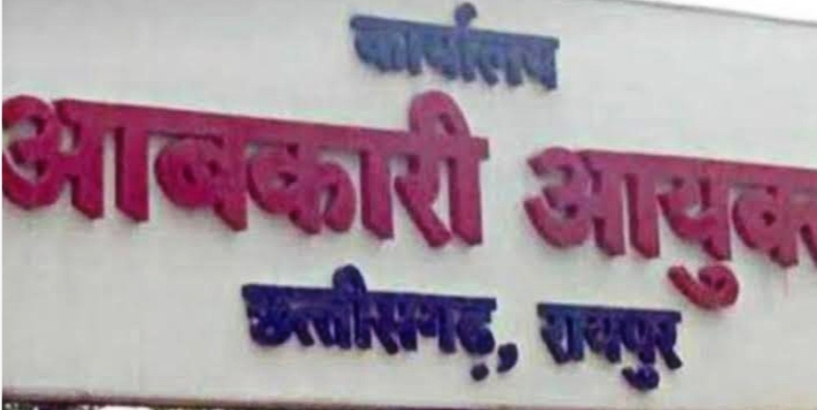 कार्यालय
आबकारी आयुक्त
छत्तीसगढ़, रायपुर